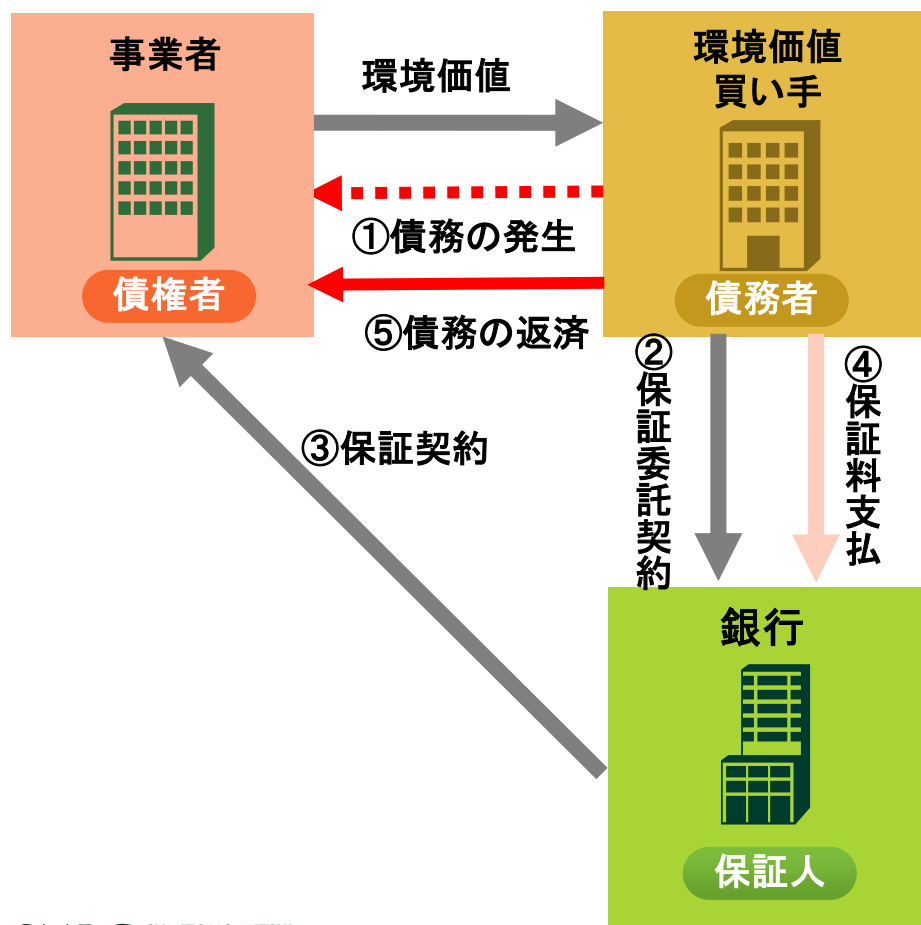 事業者
環境価値
環境価値
買い手
①債務の発生
債権者
債務者
⑤債務の返済
②保証委託契約
④保証料支払
③保証契約
銀行
保証人